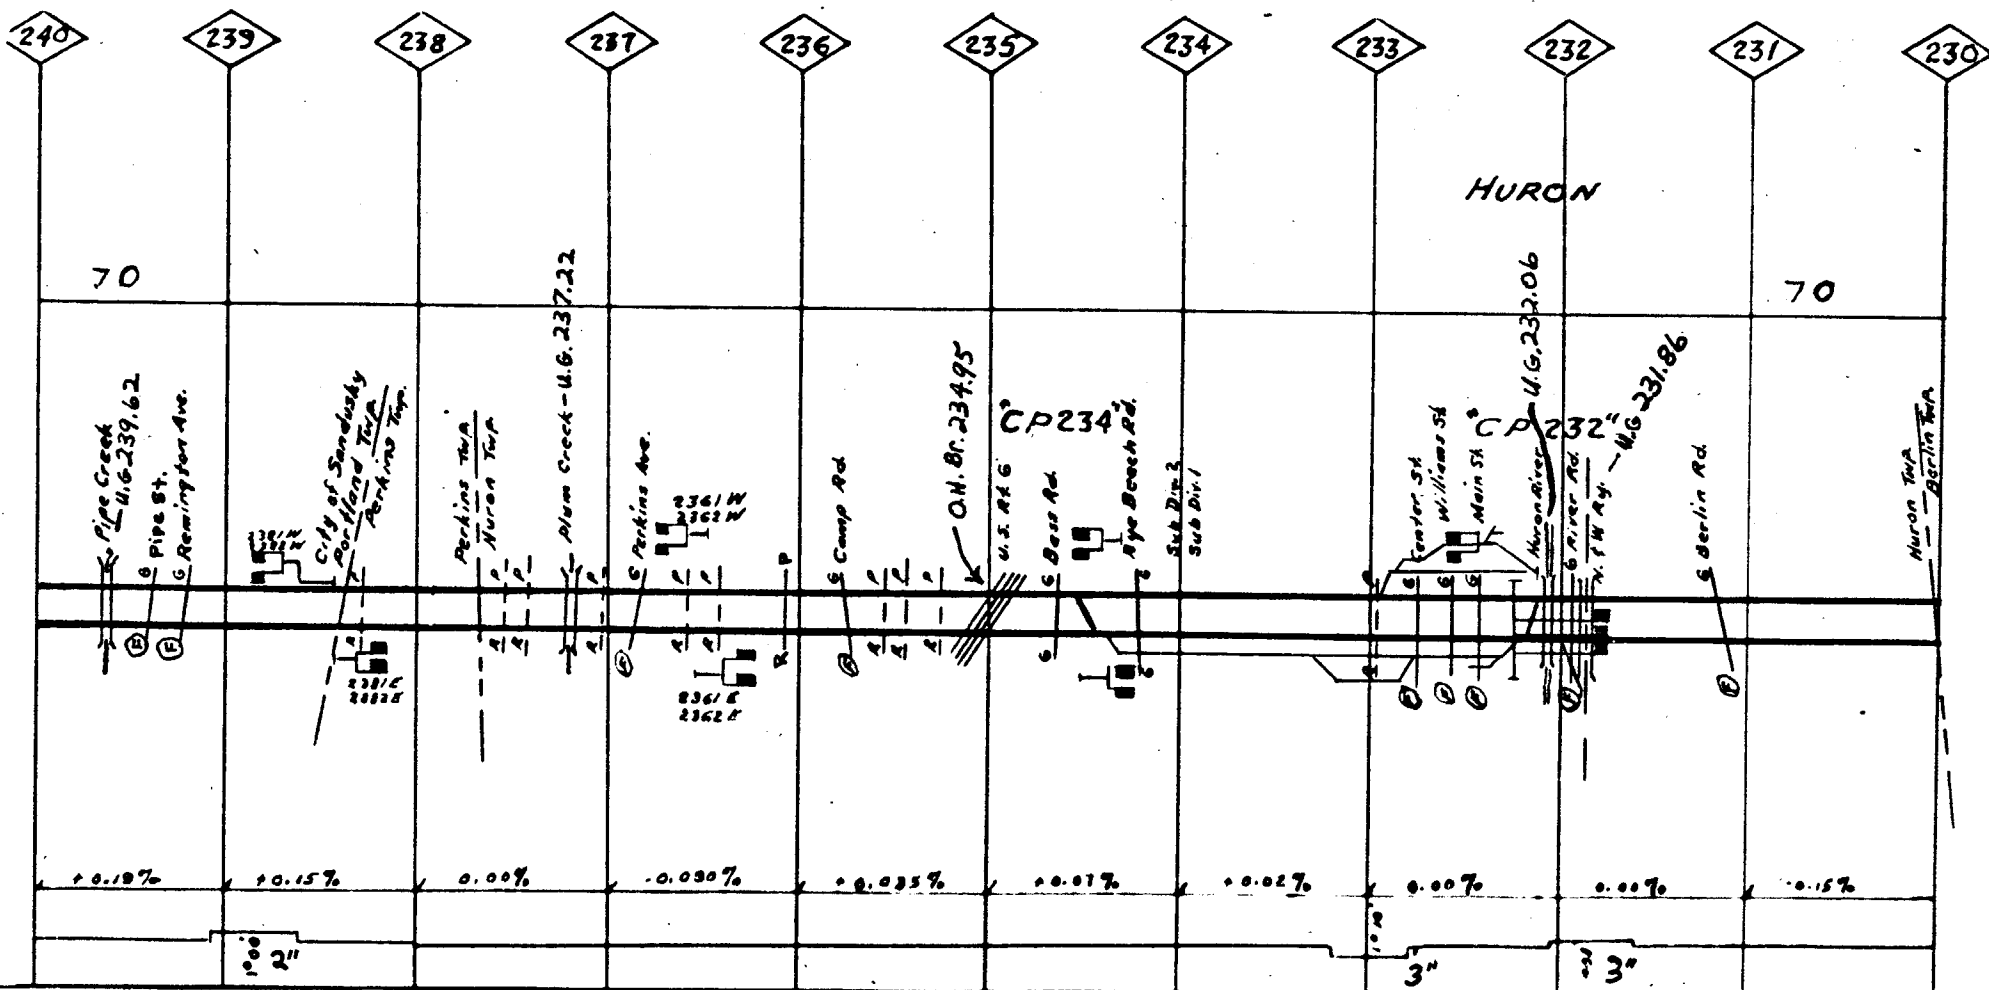 240 239 238 237 236 235 234 233 232 231 230
HURON
70
70
Pipe Creek
U.G 239.62
G Pipe St.
G Remington Ave.
City of Sandusky
Portland Twp.
Perkins Twp.
Perkins Twp.
Huron Twp.
Plum Creek-U.G. 237.22
G Perkins Ave.
2361 W
2362 W
G Camp Rd.
O.H. Br. 234.95
U.S. Rt. 6
"CP234"
Bass Rd.
Rye Beach Rd.
Sub Div. 2
Sub Div. 1
Center St.
Williams St.
Main St.
"CP 232"
Huron River
U.G. 232.06
G River Rd.
N. & W Ry.
U.G 231.86
G Berlin Rd.
Huron Twp.
Berlin Twp.
P P P P P P P P P P P
R R R R R R R R R R
G G G G G G G
F F F F F F F F F
2381E
2382E
2361 E
2362 E
+0.18% +0.15% 0.00% -0.030% +0.035% +0.07% +0.02% 0.00% 0.00% -0.15%
2"
3"
3"